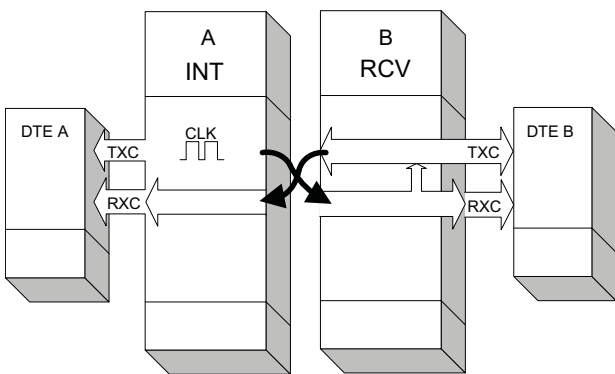 A
INT
B
RCV
DTE A
CLK
DTE B
TXC
TXC
RXC
RXC